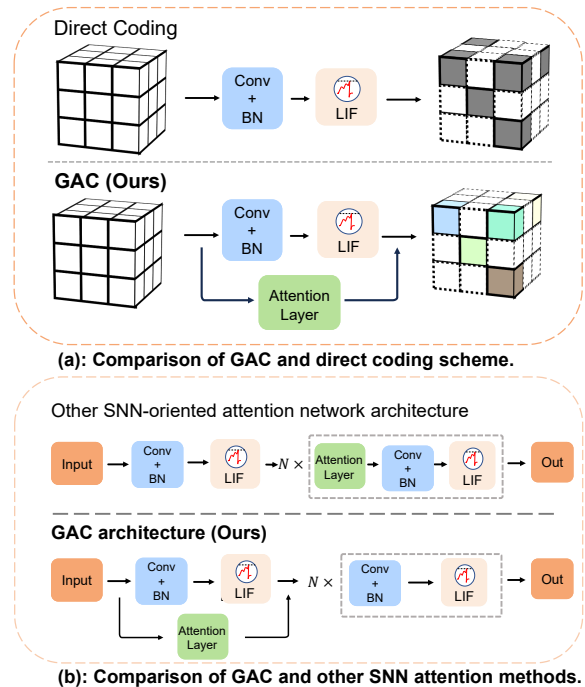 Direct Coding
Conv
+
BN
LIF
GAC (Ours)
Conv
+
BN
LIF
Attention
Layer
(a): Comparison of GAC and direct coding scheme.
Other SNN-oriented attention network architecture
Input
Conv
+
BN
LIF
N ×
Attention
Layer
Conv
+
BN
LIF
Out
GAC architecture (Ours)
Input
Conv
+
BN
LIF
Attention
Layer
N ×
Conv
+
BN
LIF
Out
(b): Comparison of GAC and other SNN attention methods.